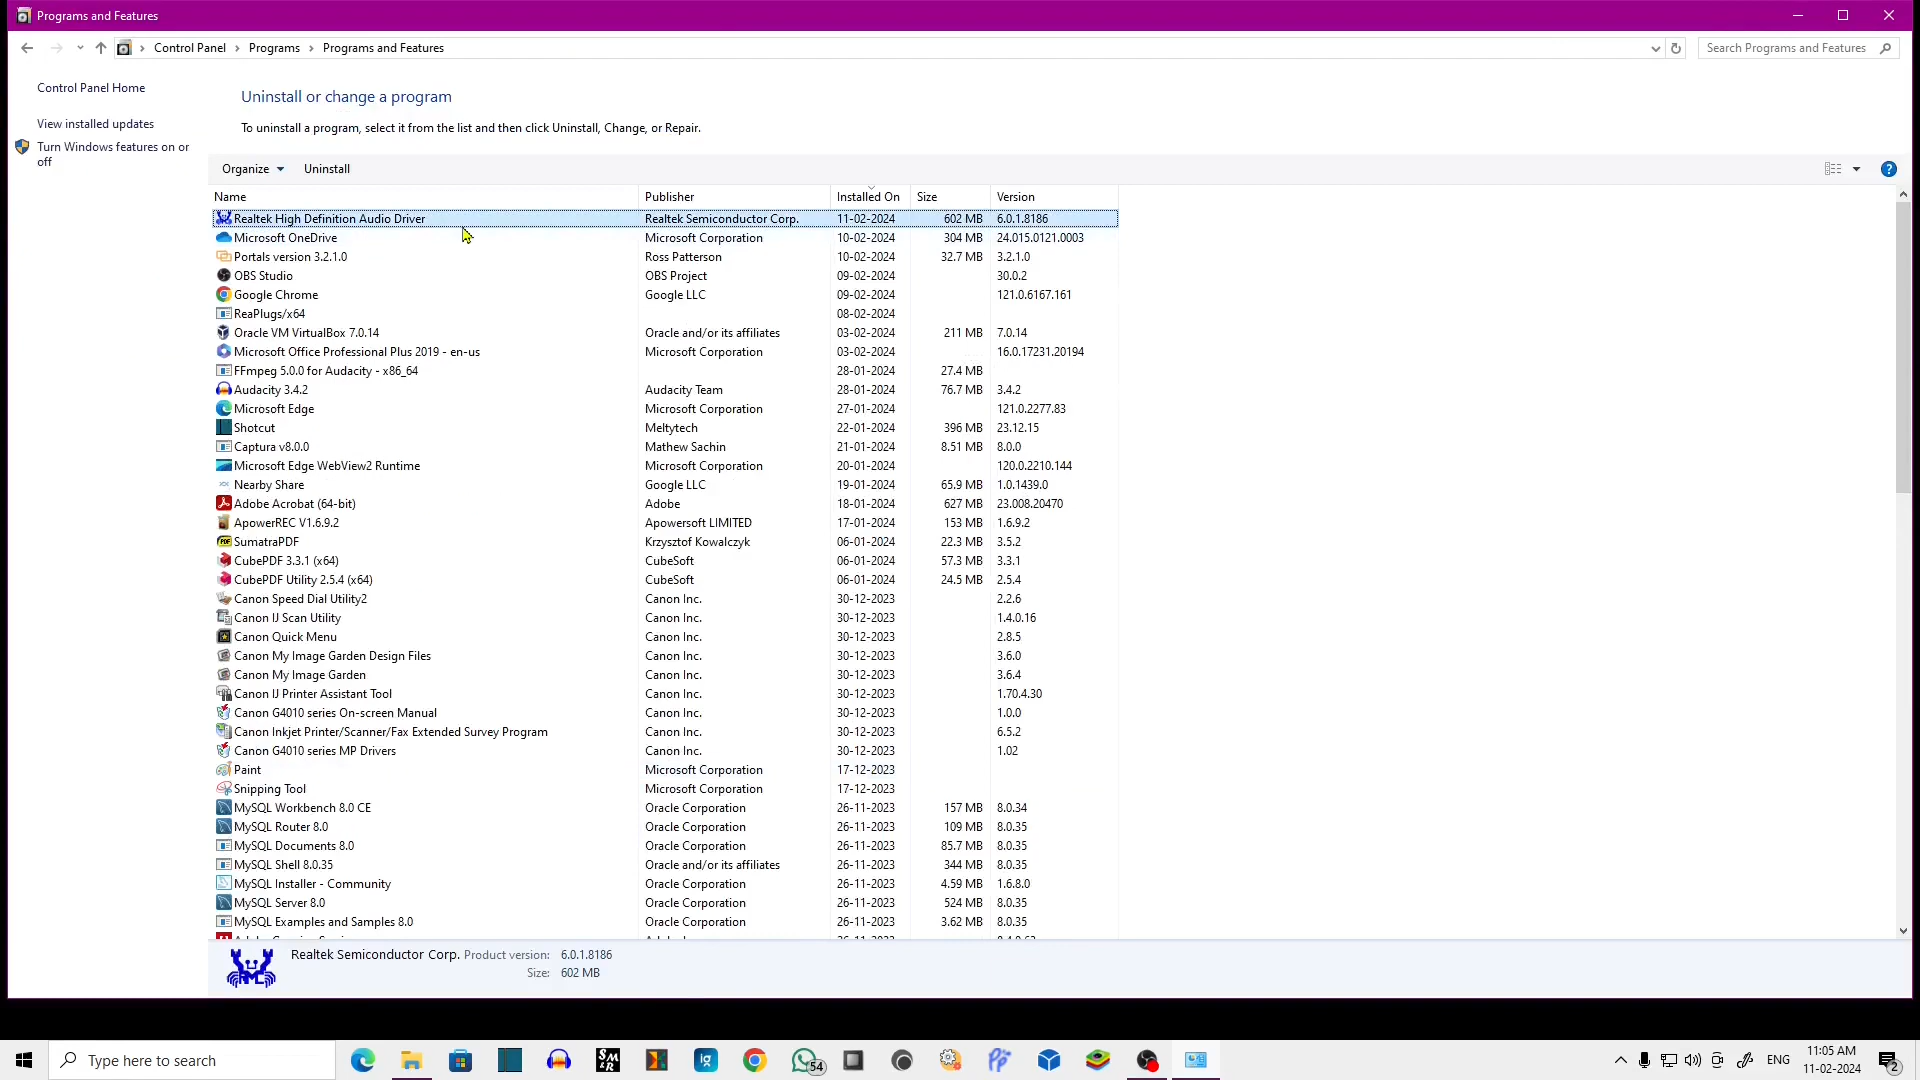 Programs and Features
Control Panel > Programs > Programs and Features
Search Programs and Features
Control Panel Home
View installed updates
Turn Windows features on or
off
Uninstall or change a program
To uninstall a program, select it from the list and then click Uninstall, Change, or Repair.
Organize Uninstall
Name Publisher Installed On Size Version
Realtek High Definition Audio Driver Realtek Semiconductor Corp. 11-02-2024 602 MB 6.0.1.8186
Microsoft OneDrive Microsoft Corporation 10-02-2024 304 MB 24.015.0121.0003
Portals version 3.2.1.0 Ross Patterson 10-02-2024 32.7 MB 3.2.1.0
OBS Studio OBS Project 09-02-2024 30.0.2
Google Chrome Google LLC 09-02-2024 121.0.6167.161
ReaPlugs/x64 08-02-2024
Oracle VM VirtualBox 7.0.14 Oracle and/or its affiliates 03-02-2024 211 MB 7.0.14
Microsoft Office Professional Plus 2019 - en-us Microsoft Corporation 03-02-2024 16.0.17231.20194
FFmpeg 5.0.0 for Audacity - x86_64 28-01-2024 27.4 MB
Audacity 3.4.2 Audacity Team 28-01-2024 76.7 MB 3.4.2
Microsoft Edge Microsoft Corporation 27-01-2024 121.0.2277.83
Shotcut Meltytech 22-01-2024 396 MB 23.12.15
Captura v8.0.0 Mathew Sachin 21-01-2024 8.51 MB 8.0.0
Microsoft Edge WebView2 Runtime Microsoft Corporation 20-01-2024 120.0.2210.144
Nearby Share Google LLC 19-01-2024 65.9 MB 1.0.1439.0
Adobe Acrobat (64-bit) Adobe 18-01-2024 627 MB 23.008.20470
ApowerREC V1.6.9.2 Apowersoft LIMITED 17-01-2024 153 MB 1.6.9.2
SumatraPDF Krzysztof Kowalczyk 06-01-2024 22.3 MB 3.5.2
CubePDF 3.3.1 (x64) CubeSoft 06-01-2024 57.3 MB 3.3.1
CubePDF Utility 2.5.4 (x64) CubeSoft 06-01-2024 24.5 MB 2.5.4
Canon Speed Dial Utility2 Canon Inc. 30-12-2023 2.2.6
Canon IJ Scan Utility Canon Inc. 30-12-2023 1.4.0.16
Canon Quick Menu Canon Inc. 30-12-2023 2.8.5
Canon My Image Garden Design Files Canon Inc. 30-12-2023 3.6.0
Canon My Image Garden Canon Inc. 30-12-2023 3.6.4
Canon IJ Printer Assistant Tool Canon Inc. 30-12-2023 1.70.4.30
Canon G4010 series On-screen Manual Canon Inc. 30-12-2023 1.0.0
Canon Inkjet Printer/Scanner/Fax Extended Survey Program Canon Inc. 30-12-2023 6.5.2
Canon G4010 series MP Drivers Canon Inc. 30-12-2023 1.02
Paint Microsoft Corporation 17-12-2023
Snipping Tool Microsoft Corporation 17-12-2023
MySQL Workbench 8.0 CE Oracle Corporation 26-11-2023 157 MB 8.0.34
MySQL Router 8.0 Oracle Corporation 26-11-2023 109 MB 8.0.35
MySQL Documents 8.0 Oracle Corporation 26-11-2023 85.7 MB 8.0.35
MySQL Shell 8.0.35 Oracle and/or its affiliates 26-11-2023 344 MB 8.0.35
MySQL Installer - Community Oracle Corporation 26-11-2023 4.59 MB 1.6.8.0
MySQL Server 8.0 Oracle Corporation 26-11-2023 524 MB 8.0.35
MySQL Examples and Samples 8.0 Oracle Corporation 26-11-2023 3.62 MB 8.0.35
Realtek Semiconductor Corp. Product version: 6.0.1.8186
Size: 602 MB
Type here to search
54
ENG
11:05 AM
11-02-2024
2